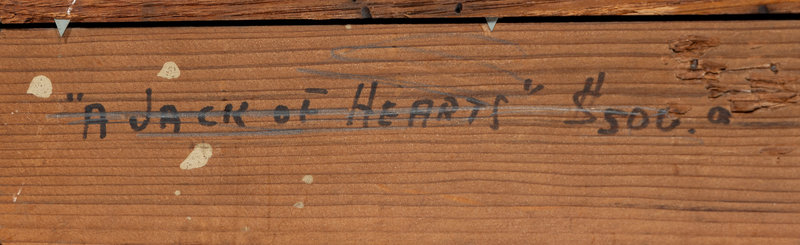 "A JACK OF HEARTS" $500.